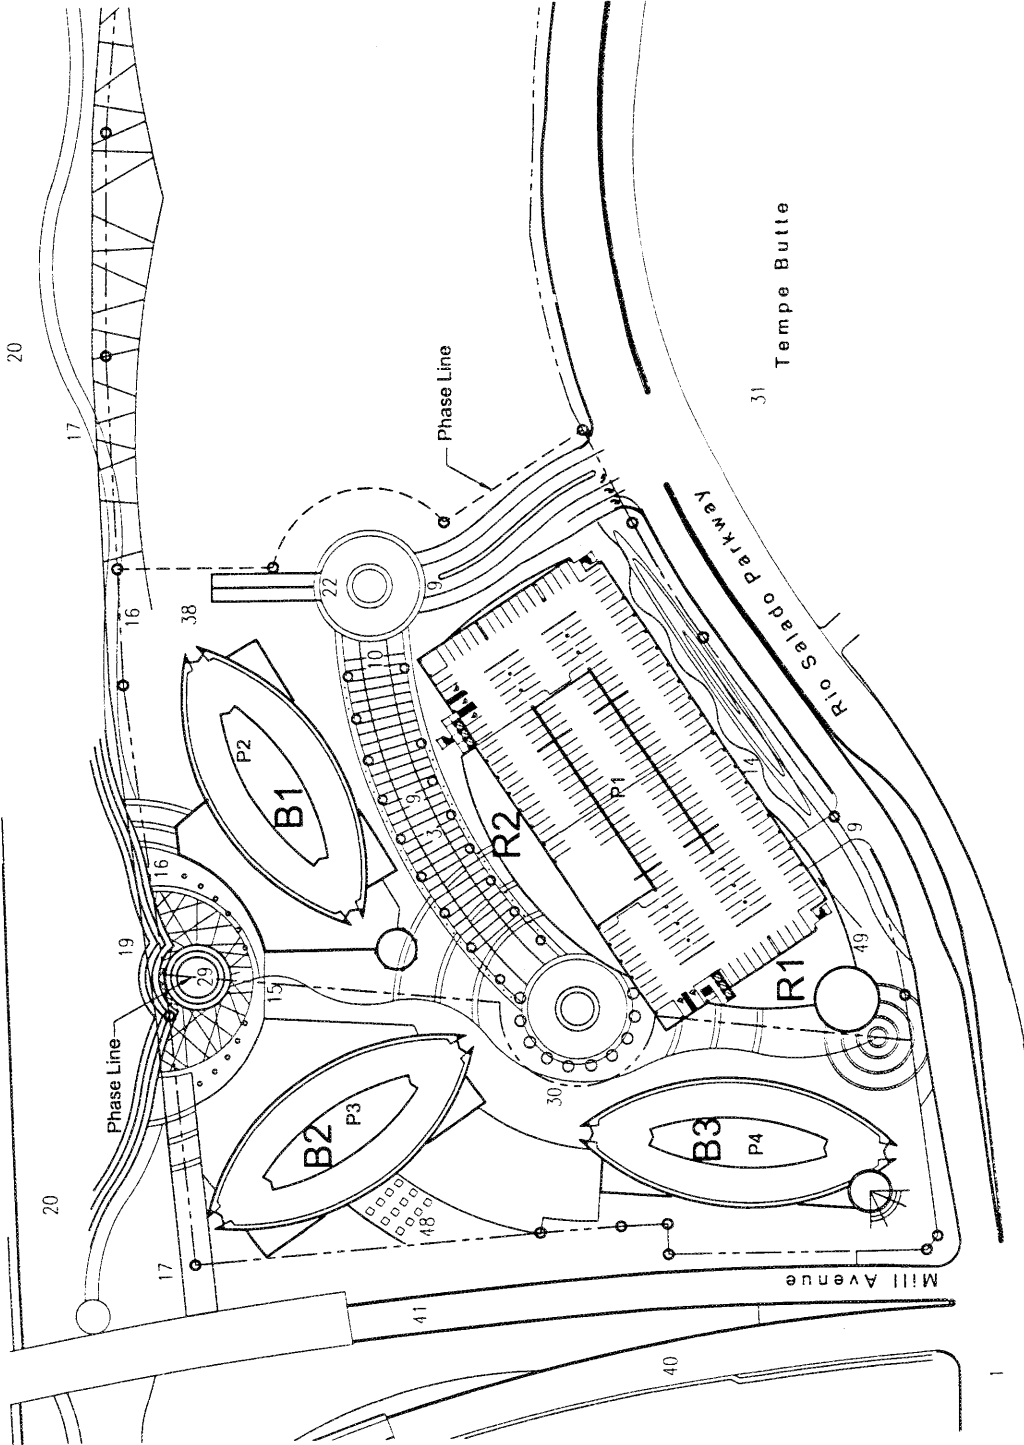 20
17
Phase Line
Tempe Butte
31
16
38
22
9
Rio Salado Parkway
10
P2
B1
9
3
R2
P1
14
9
16
19
29
15
49
R1
Phase Line
30
B2
P3
B3
P4
20
48
17
Mill Avenue
41
40
1